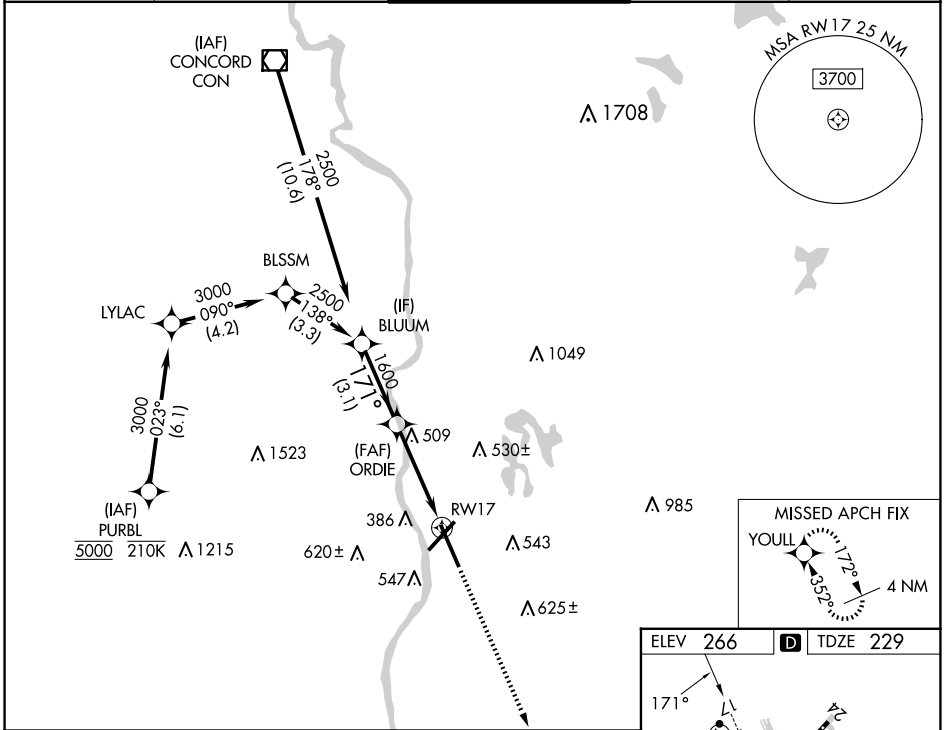 (IAF)
CONCORD
CON
MSA RW17 25 NM
3700
1708
2500
178°
(10.6)
BLSSM
LYLAC
3000
090°
(4.2)
2500
138°
(3.3)
(IF)
BLUUM
1600
171°
(3.1)
1049
3000
023°
(6.1)
509
(FAF)
ORDIE
530±
1523
(IAF)
PURBL
5000 210K
1215
386
RW17
985
620±
543
547
625±
MISSED APCH FIX
YOULL
172°
352°
4 NM
ELEV 266 D TDZE 229
171°
17
24